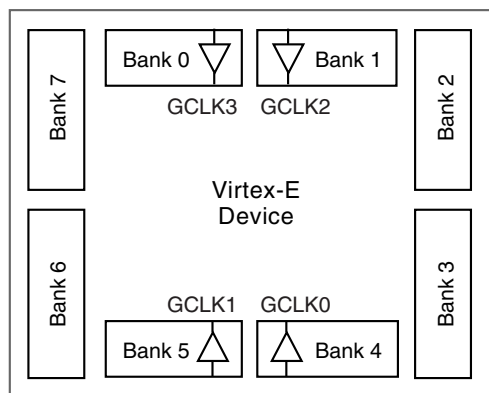 Bank 0
Bank 1
Bank 7
Bank 2
GCLK3
GCLK2
Virtex-E
Device
Bank 6
Bank 3
GCLK1
GCLK0
Bank 5
Bank 4